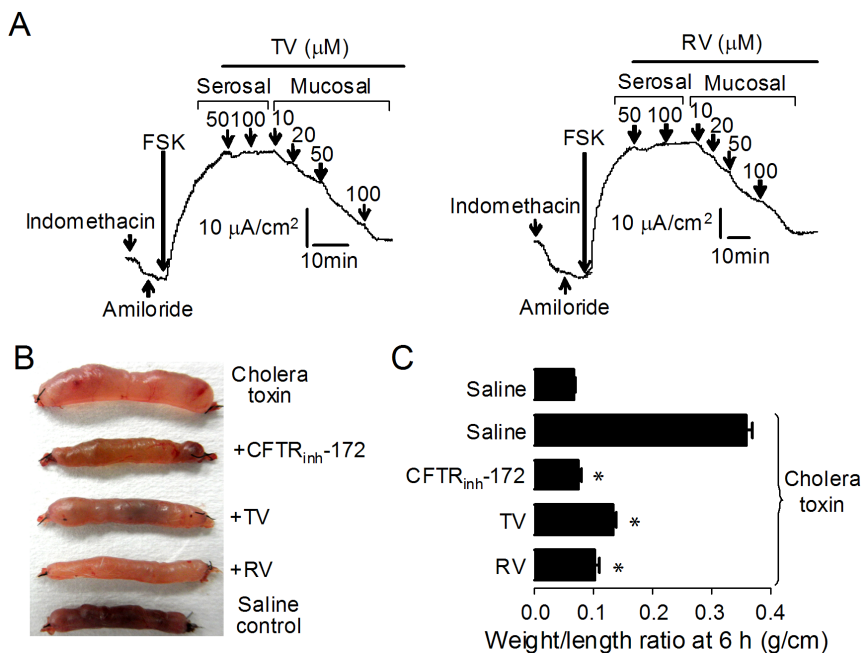 A
TV (μM)
Serosal Mucosal
50 100 10
20
50
100
FSK
Indomethacin
10 μA/cm²
10min
Amiloride
RV (μM)
Serosal Mucosal
50 100 10
20
50
100
FSK
Indomethacin
10 μA/cm²
10min
Amiloride
B
Cholera
toxin
+CFTRinh-172
+TV
+RV
Saline
control
C
Saline
Saline
CFTRinh-172 *
TV *
RV *
Cholera
toxin
0.0 0.1 0.2 0.3 0.4
Weight/length ratio at 6 h (g/cm)